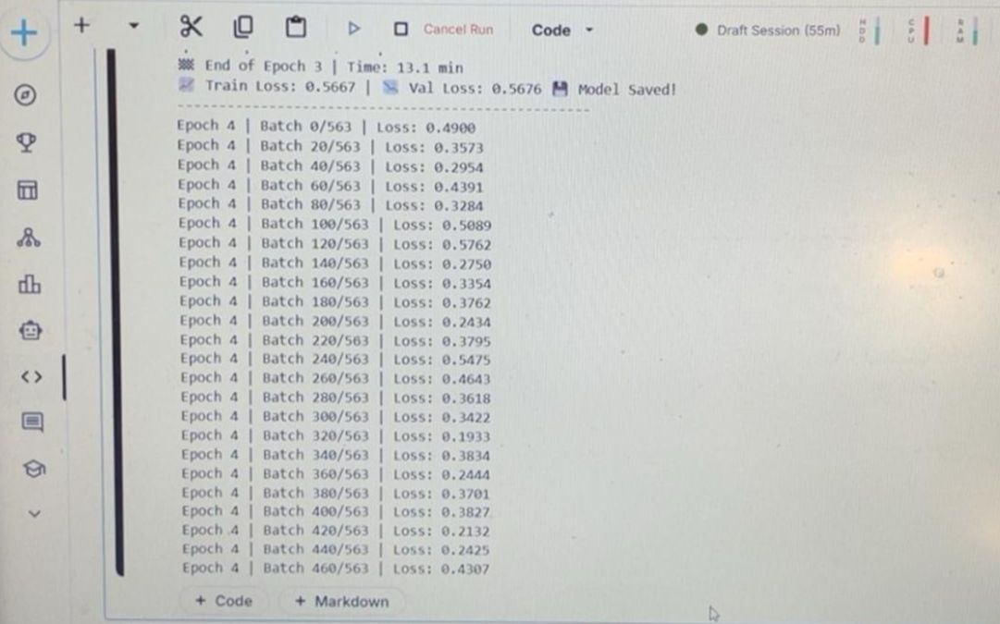 Cancel Run
Code
Draft Session (55m)
HDD
CPU
RAM
End of Epoch 3 | Time: 13.1 min
Train Loss: 0.5667 | Val Loss: 0.5676 Model Saved!
------------------------------------------------------------
Epoch 4 | Batch 0/563 | Loss: 0.4900
Epoch 4 | Batch 20/563 | Loss: 0.3573
Epoch 4 | Batch 40/563 | Loss: 0.2954
Epoch 4 | Batch 60/563 | Loss: 0.4391
Epoch 4 | Batch 80/563 | Loss: 0.3284
Epoch 4 | Batch 100/563 | Loss: 0.5089
Epoch 4 | Batch 120/563 | Loss: 0.5762
Epoch 4 | Batch 140/563 | Loss: 0.2750
Epoch 4 | Batch 160/563 | Loss: 0.3354
Epoch 4 | Batch 180/563 | Loss: 0.3762
Epoch 4 | Batch 200/563 | Loss: 0.2434
Epoch 4 | Batch 220/563 | Loss: 0.3795
Epoch 4 | Batch 240/563 | Loss: 0.5475
Epoch 4 | Batch 260/563 | Loss: 0.4643
Epoch 4 | Batch 280/563 | Loss: 0.3618
Epoch 4 | Batch 300/563 | Loss: 0.3422
Epoch 4 | Batch 320/563 | Loss: 0.1933
Epoch 4 | Batch 340/563 | Loss: 0.3834
Epoch 4 | Batch 360/563 | Loss: 0.2444
Epoch 4 | Batch 380/563 | Loss: 0.3701
Epoch 4 | Batch 400/563 | Loss: 0.3827
Epoch 4 | Batch 420/563 | Loss: 0.2132
Epoch 4 | Batch 440/563 | Loss: 0.2425
Epoch 4 | Batch 460/563 | Loss: 0.4307
+ Code
+ Markdown